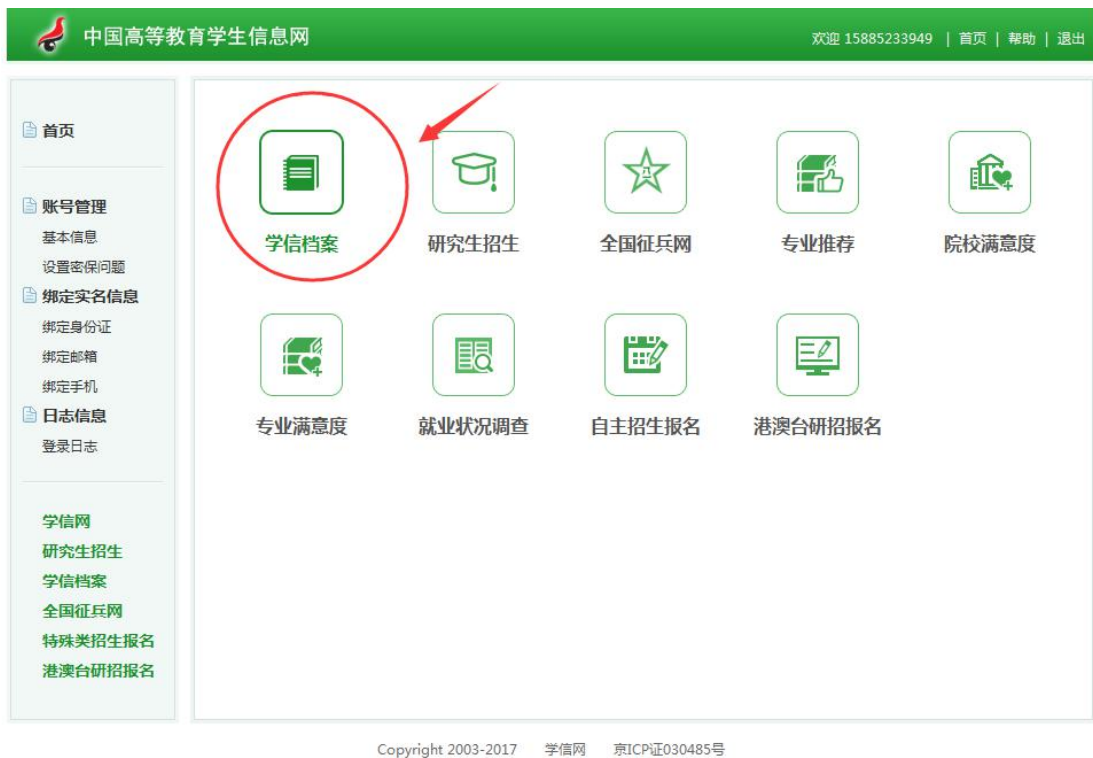 中国高等教育学生信息网
欢迎 15885233949 | 首页 | 帮助 | 退出
首页
账号管理
基本信息
设置密保问题
绑定实名信息
绑定身份证
绑定邮箱
绑定手机
日志信息
登录日志
学信网
研究生招生
学信档案
全国征兵网
特殊类招生报名
港澳台研招报名
学信档案 研究生招生 全国征兵网 专业推荐 院校满意度
专业满意度 就业状况调查 自主招生报名 港澳台研招报名
Copyright 2003-2017 学信网 京ICP证030485号